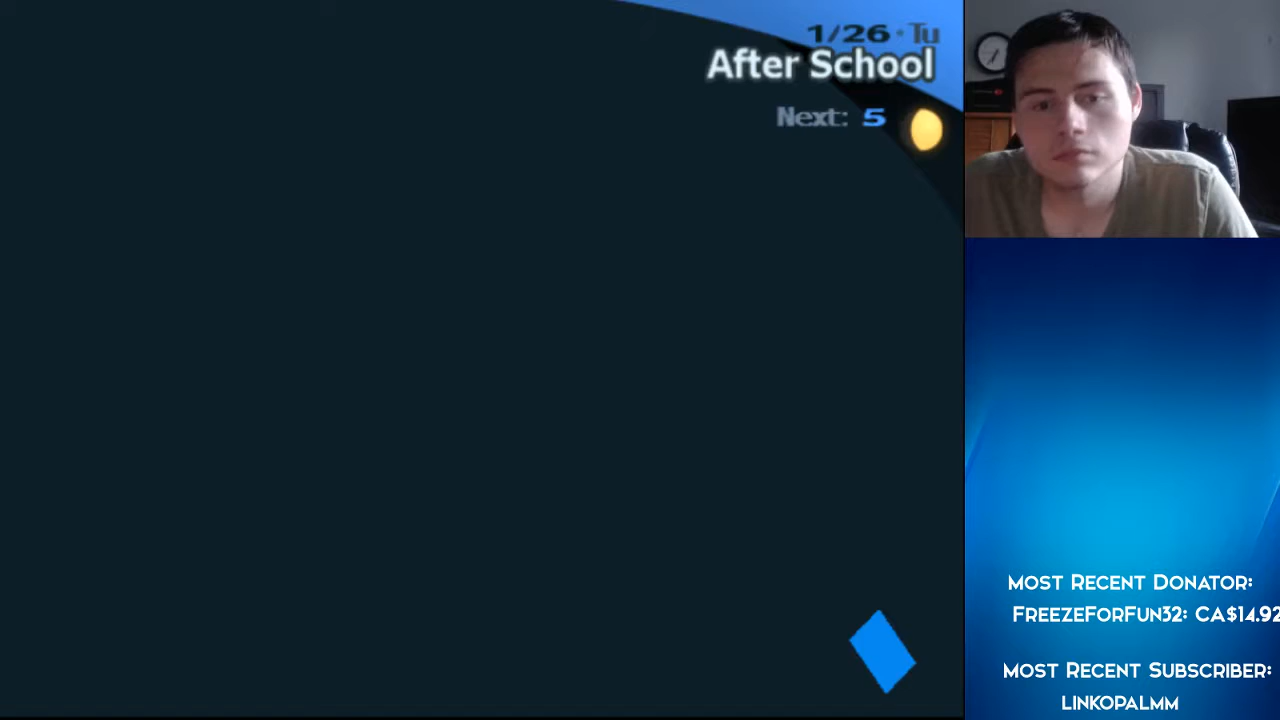 1/26 • Tu
After School
Next: 5
Most Recent Donator:
FreezeForFun32: CA$14.92
Most Recent Subscriber:
linkopalmm